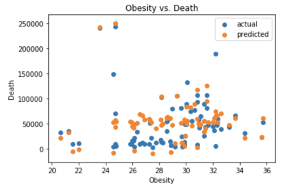 Obesity vs. Death
actual
predicted
250000
200000
150000
100000
50000
0
Death
20 22 24 26 28 30 32 34 36
Obesity